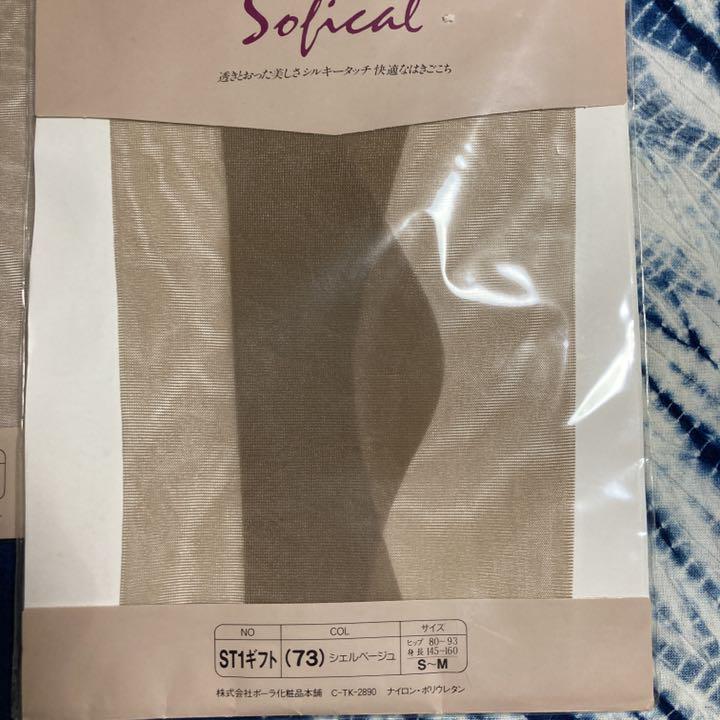 Sofical
透きとおった美しさシルキータッチ 快適なはきごこち
NO COL サイズ
ST1ギフト (73) シェルベージュ ヒップ 80〜93
身長 145〜160
S〜M
株式会社ポーラ化粧品本舗 C-TK-2890 ナイロン・ポリウレタン